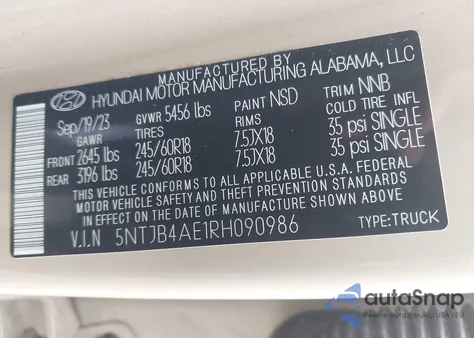 MANUFACTURED BY
HYUNDAI MOTOR MANUFACTURING ALABAMA, LLC
Sep/19/23 GVWR 5456 lbs PAINT NSD TRIM NNB
GAWR TIRES RIMS COLD TIRE INFL
FRONT 2645 lbs 245/60R18 7.5JX18 35 psi SINGLE
REAR 3196 lbs 245/60R18 7.5JX18 35 psi SINGLE
THIS VEHICLE CONFORMS TO ALL APPLICABLE U.S.A. FEDERAL
MOTOR VEHICLE SAFETY AND THEFT PREVENTION STANDARDS
IN EFFECT ON THE DATE OF MANUFACTURE SHOWN ABOVE
V.I.N 5NTJB4AE1RH090986 TYPE:TRUCK
autoSnap